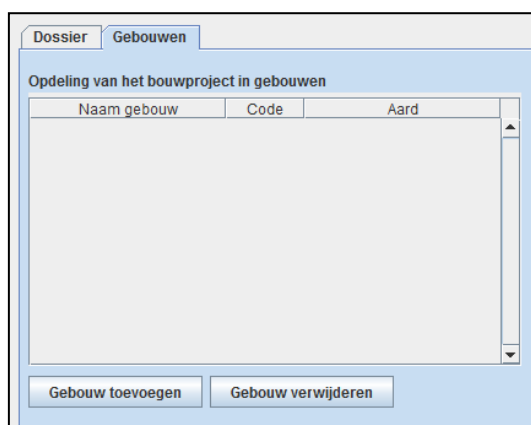 Dossier Gebouwen
Opdeling van het bouwproject in gebouwen
Naam gebouw Code Aard
Gebouw toevoegen Gebouw verwijderen